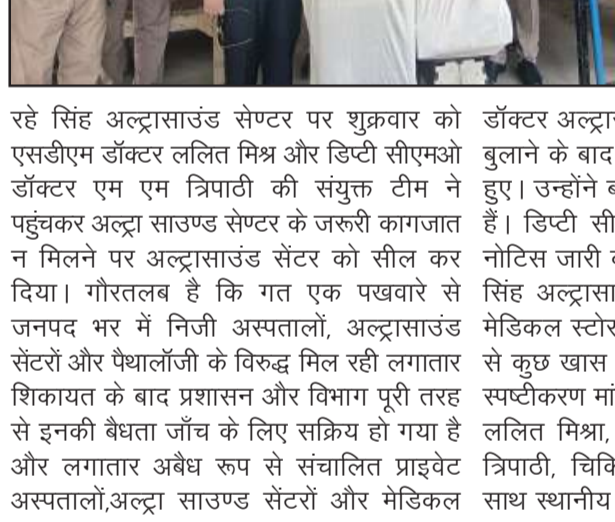 रहे सिंह अल्ट्रासाउंड सेण्टर पर शुक्रवार को
एसडीएम डॉक्टर ललित मिश्र और डिप्टी सीएमओ
डॉक्टर एम एम त्रिपाठी की संयुक्त टीम ने
पहुंचकर अल्ट्रा साउण्ड सेण्टर के जरूरी कागजात
न मिलने पर अल्ट्रासाउंड सेंटर को सील कर
दिया। गौरतलब है कि गत एक पखवारे से
जनपद भर में निजी अस्पतालों, अल्ट्रासाउंड
सेंटरों और पैथालॉजी के विरुद्ध मिल रही लगातार
शिकायत के बाद प्रशासन और विभाग पूरी तरह
से इनकी बैधता जाँच के लिए सक्रिय हो गया है
और लगातार अबैध रूप से संचालित प्राइवेट
अस्पतालों,अल्ट्रा साउण्ड सेंटरों और मेडिकल
डॉक्टर
बुलाने के बाद
हुए। उन्होंने
हैं। डिप्टी
नोटिस जारी
सिंह
मेडिकल
से कुछ खास
स्पष्टीकरण
ललित मिश्रा,
त्रिपाठी,
साथ स्थानीय